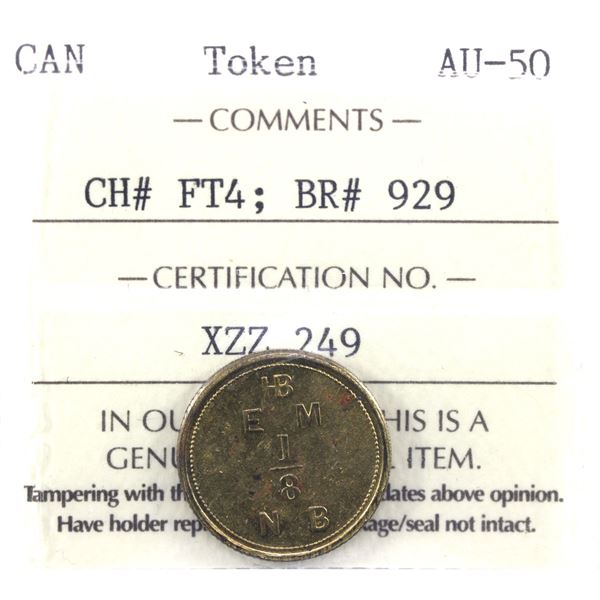 CAN Token AU-50
— COMMENTS —
CH# FT4; BR# 929
— CERTIFICATION NO. —
XZZ 249
HB
E M
1
8
N B
IN OU HIS IS A
GENU L ITEM.
Tampering with th dates above opinion.
Have holder rep age/seal not intact.